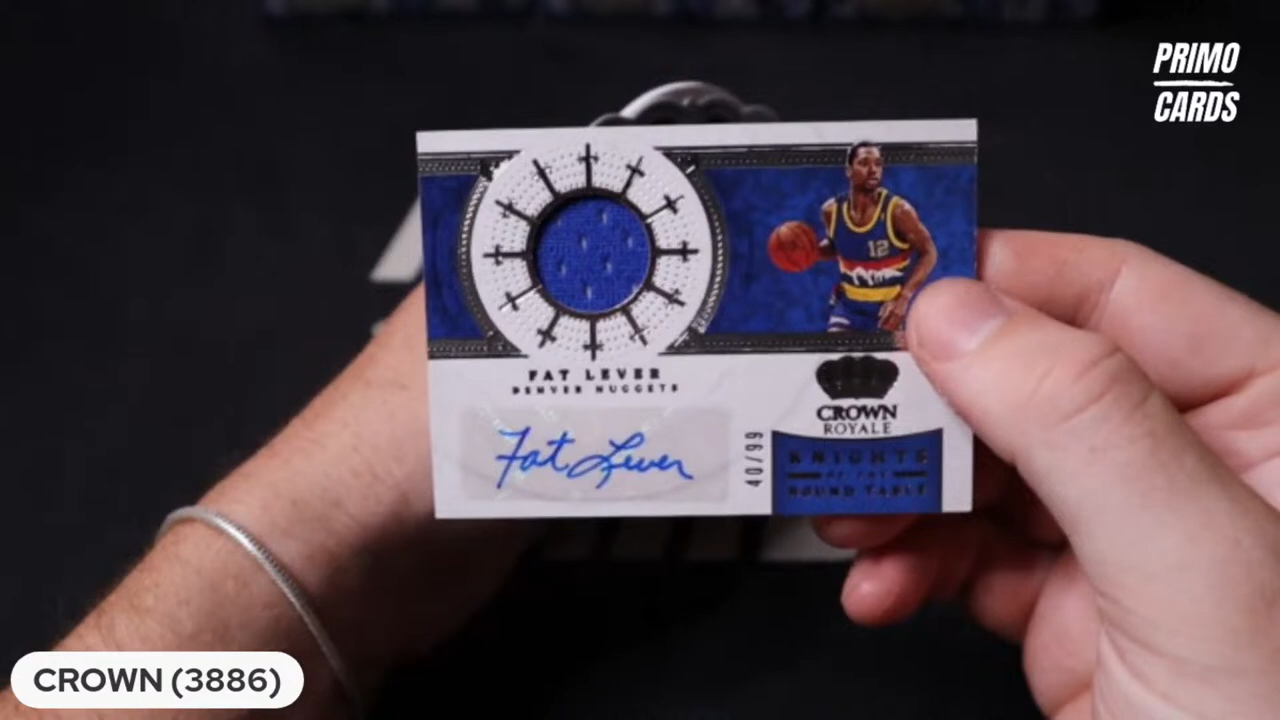 PRIMO
CARDS
12
FAT LEVER
DENVER NUGGETS
CROWN
ROYALE
Fat Lever
40/99
KNIGHTS
OF THE
ROUND TABLE
CROWN (3886)